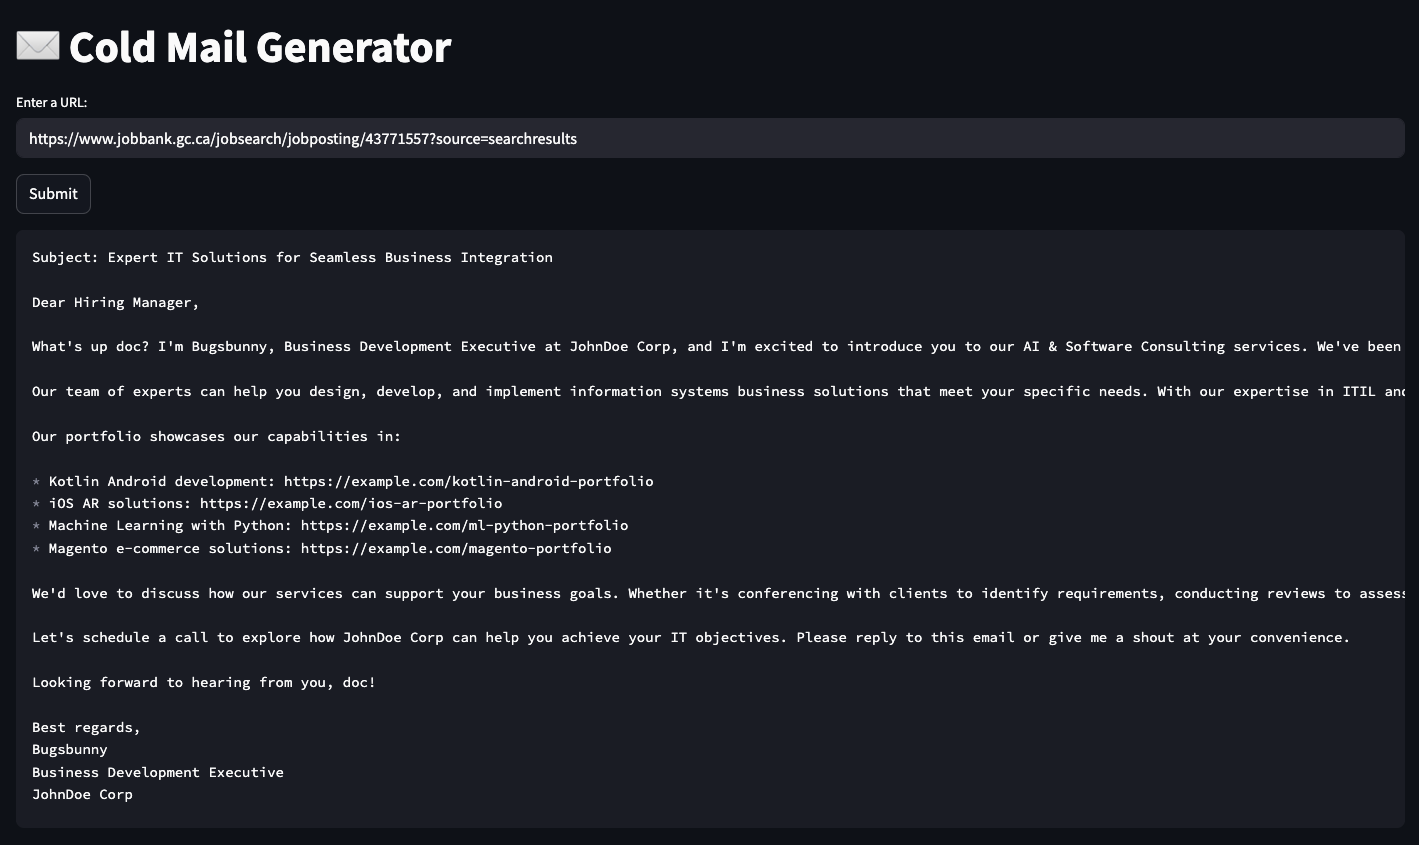 Cold Mail Generator
Enter a URL:
https://www.jobbank.gc.ca/jobsearch/jobposting/43771557?source=searchresults
Submit
Subject: Expert IT Solutions for Seamless Business Integration
Dear Hiring Manager,
What's up doc? I'm Bugsbunny, Business Development Executive at JohnDoe Corp, and I'm excited to introduce you to our AI & Software Consulting services. We've been
Our team of experts can help you design, develop, and implement information systems business solutions that meet your specific needs. With our expertise in ITIL and
Our portfolio showcases our capabilities in:
* Kotlin Android development: https://example.com/kotlin-android-portfolio
* iOS AR solutions: https://example.com/ios-ar-portfolio
* Machine Learning with Python: https://example.com/ml-python-portfolio
* Magento e-commerce solutions: https://example.com/magento-portfolio
We'd love to discuss how our services can support your business goals. Whether it's conferencing with clients to identify requirements, conducting reviews to assess
Let's schedule a call to explore how JohnDoe Corp can help you achieve your IT objectives. Please reply to this email or give me a shout at your convenience.
Looking forward to hearing from you, doc!
Best regards,
Bugsbunny
Business Development Executive
JohnDoe Corp